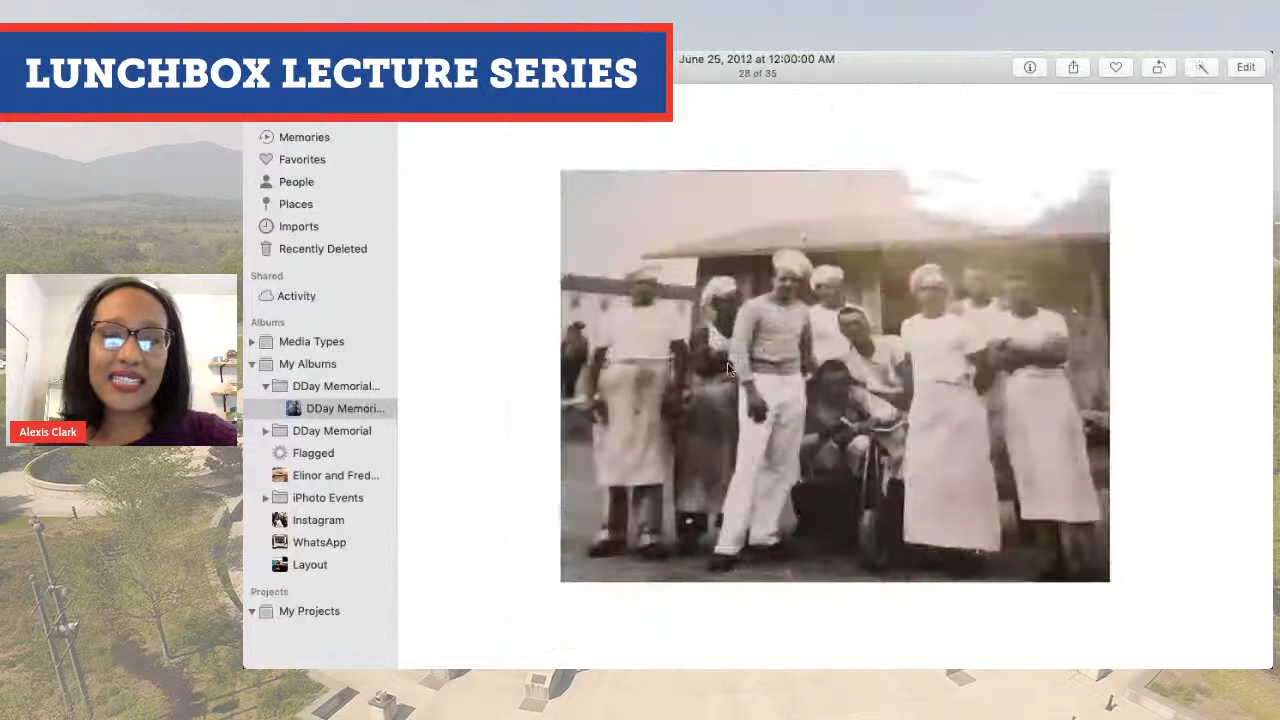 LUNCHBOX LECTURE SERIES
June 25, 2012 at 12:00:00 AM
28 of 35
Edit
Memories
Favorites
People
Places
Imports
Recently Deleted
Shared
Activity
Albums
Media Types
My Albums
DDay Memorial...
DDay Memori...
DDay Memorial
Flagged
Elinor and Fred...
iPhoto Events
Instagram
WhatsApp
Layout
Projects
My Projects
Alexis Clark